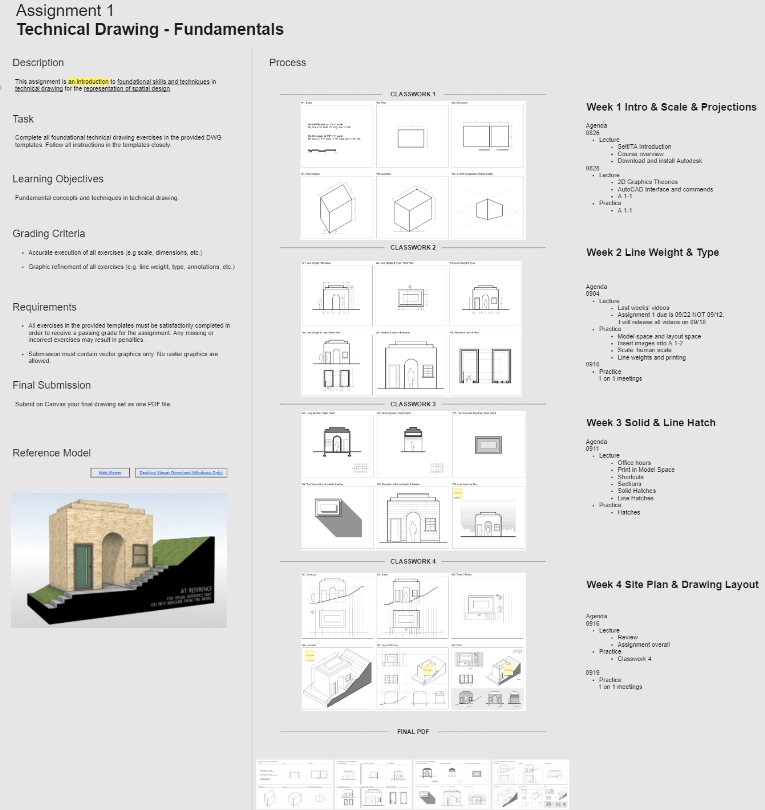 Assignment 1
Technical Drawing - Fundamentals
Description
This assignment is an introduction to foundational skills and techniques in
technical drawing for the representation of spatial design.
Task
Complete all foundational technical drawing exercises in the provided DWG
templates. Follow all instructions in the templates closely.
Learning Objectives
Fundamental concepts and techniques in technical drawing.
Grading Criteria
• Accurate execution of all exercises (e.g scale, dimensions, etc.)
• Graphic refinement of all exercises (e.g. line weight, type, annotations, etc.)
Requirements
• All exercises in the provided templates must be satisfactorily completed in
order to receive a passing grade for the assignment. Any missing or
incorrect exercises may result in penalties.
• Submission must contain vector graphics only. No raster graphics are
allowed.
Final Submission
Submit on Canvas your final drawing set as one PDF file.
Reference Model
Web Viewer
Desktop Viewer Download (Windows Only)
A1 REFERENCE
FOR VISUAL REFERENCE ONLY
DO NOT MEASURE FROM THE MODEL
Process
CLASSWORK 1
CLASSWORK 2
CLASSWORK 3
CLASSWORK 4
FINAL PDF
Week 1 Intro & Scale & Projections
Agenda
0826
• Lecture
• Self/TA Introduction
• Course overview
• Download and install Autodesk
0828
• Lecture
• 2D Graphics Theories
• AutoCAD Interface and commends
• A 1-1
• Practice
• A 1-1
Week 2 Line Weight & Type
Agenda
0904
• Lecture
• Last weeks' videos
• Assignment 1 due is 09/22 NOT 09/12,
I will release all videos on 09/18
• Practice
• Model space and layout space
• Insert images into A 1-2
• Scale, human scale
• Line weights and printing
0910
• Practice
1 on 1 meetings
Week 3 Solid & Line Hatch
Agenda
0911
• Lecture
• Office hours
• Print in Model Space
• Shortcuts
• Sections
• Solid Hatches
• Line Hatches
• Practice
• Hatches
Week 4 Site Plan & Drawing Layout
Agenda
0916
• Lecture
• Review
• Assignment overall
• Practice
• Classwork 4
0919
• Practice
1 on 1 meetings